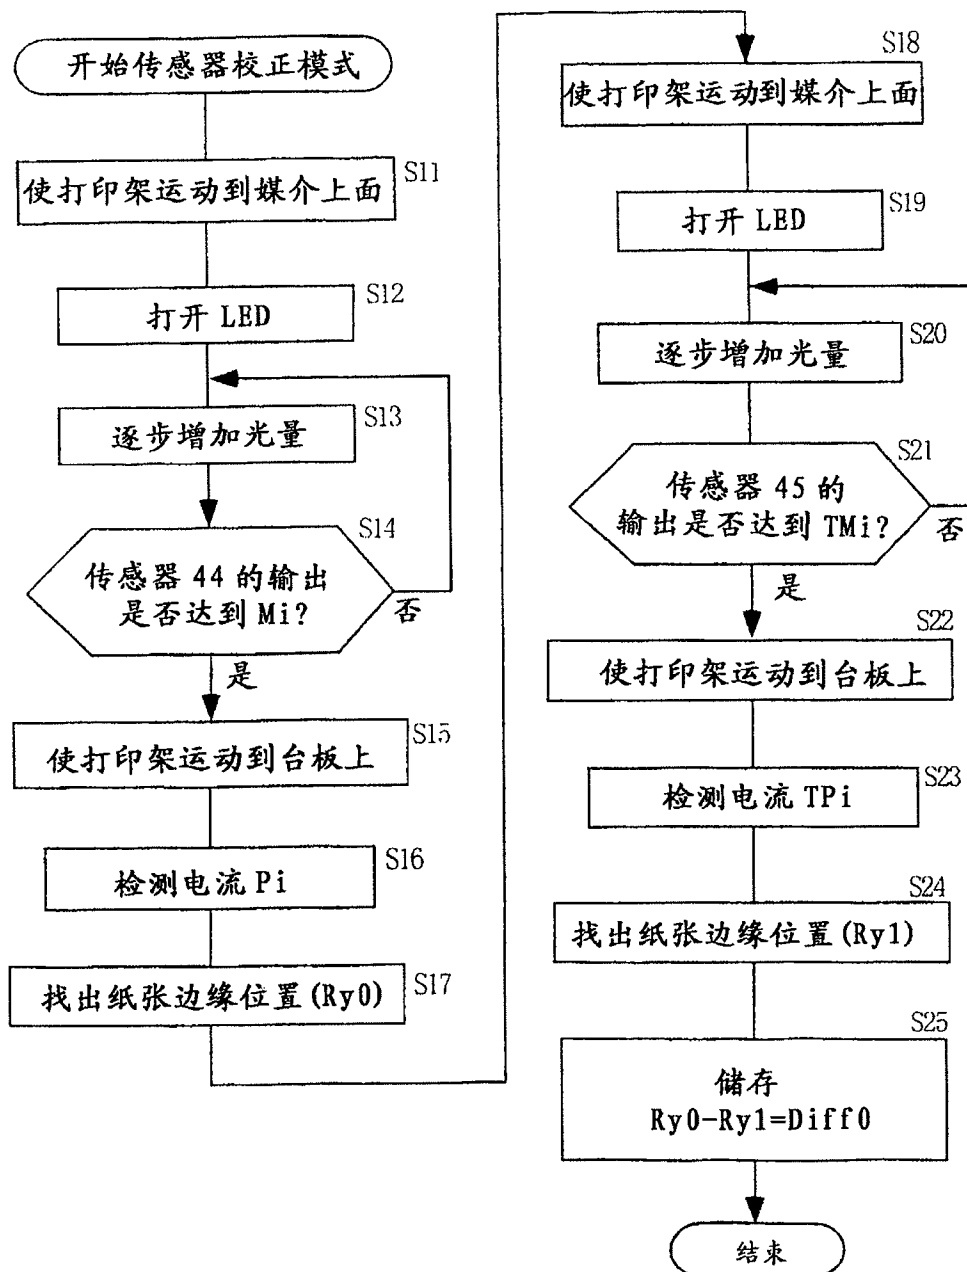 开始传感器校正模式
使打印架运动到媒介上面
S11
打开 LED
S12
逐步增加光量
S13
传感器 44 的输出
是否达到 Mi?
S14
否
是
使打印架运动到台板上
S15
检测电流 Pi
S16
找出纸张边缘位置(Ry0)
S17
使打印架运动到媒介上面
S18
打开 LED
S19
逐步增加光量
S20
传感器 45 的
输出是否达到 TMi?
S21
否
是
使打印架运动到台板上
S22
检测电流 TPi
S23
找出纸张边缘位置(Ry1)
S24
储存
Ry0-Ry1=Diff0
S25
结束